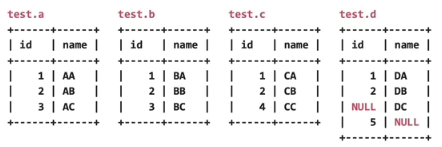 test.a test.b test.c test.d
+------+------+ +------+------+ +------+------+ +------+------+
| id | name | | id | name | | id | name | | id | name |
+------+------+ +------+------+ +------+------+ +------+------+
| 1 | AA | | 1 | BA | | 1 | CA | | 1 | DA |
| 2 | AB | | 2 | BB | | 2 | CB | | 2 | DB |
| 3 | AC | | 3 | BC | | 4 | CC | | NULL | DC |
+------+------+ +------+------+ +------+------+ | 5 | NULL |
+------+------+